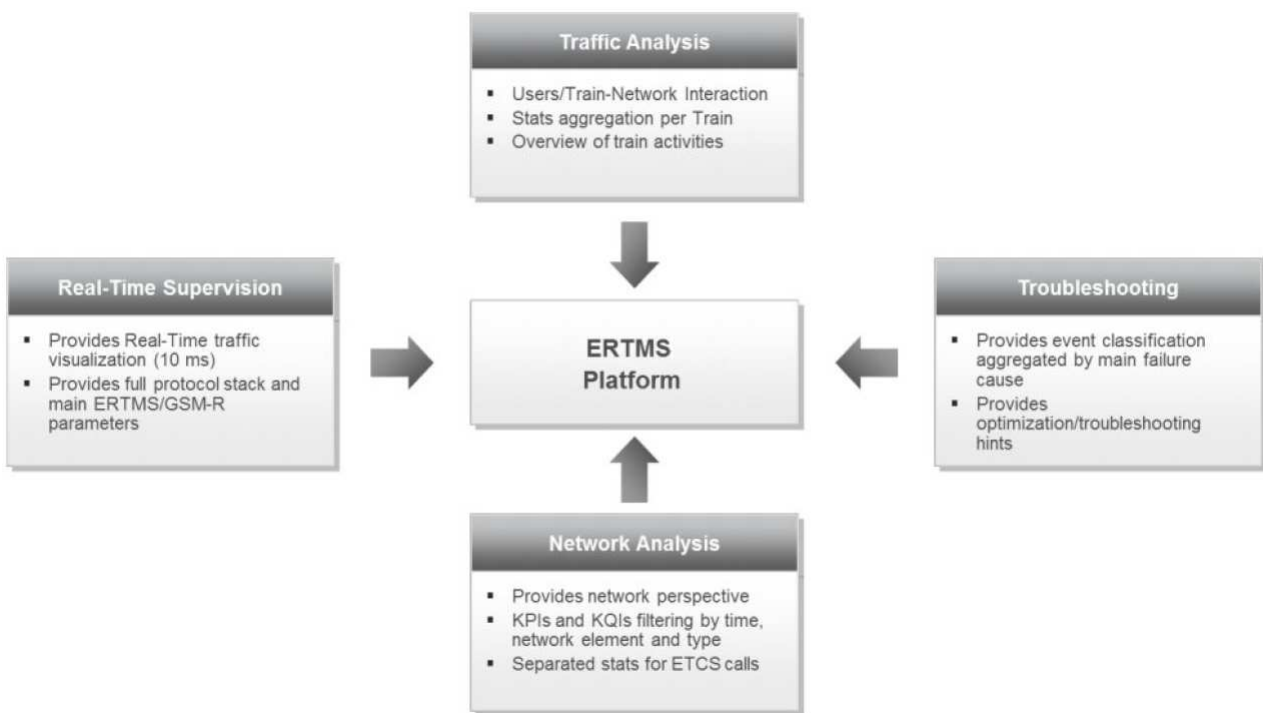 Traffic Analysis
▪ Users/Train-Network Interaction
▪ Stats aggregation per Train
▪ Overview of train activities
Real-Time Supervision
▪ Provides Real-Time traffic
visualization (10 ms)
▪ Provides full protocol stack and
main ERTMS/GSM-R
parameters
ERTMS
Platform
Troubleshooting
▪ Provides event classification
aggregated by main failure
cause
▪ Provides
optimization/troubleshooting
hints
Network Analysis
▪ Provides network perspective
▪ KPIs and KQIs filtering by time,
network element and type
▪ Separated stats for ETCS calls